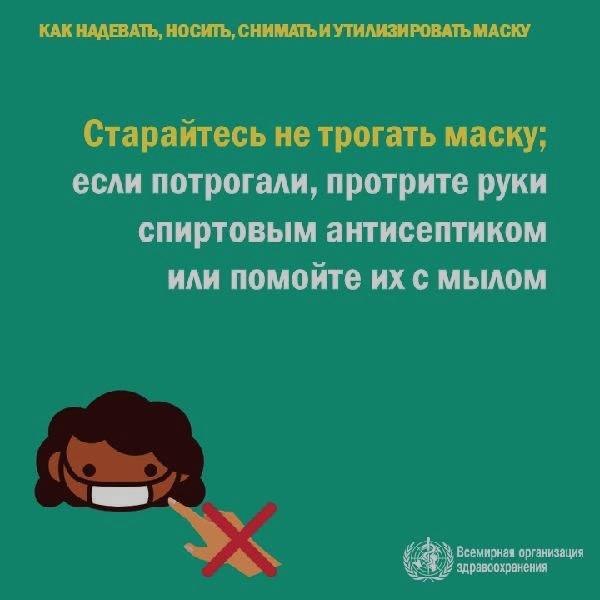 КАК НАДЕВАТЬ, НОСИТЬ, СНИМАТЬ И УТИЛИЗИРОВАТЬ МАСКУ
Старайтесь не трогать маску;
если потрогали, протрите руки
спиртовым антисептиком
или помойте их с мылом
Всемирная организация
здравоохранения